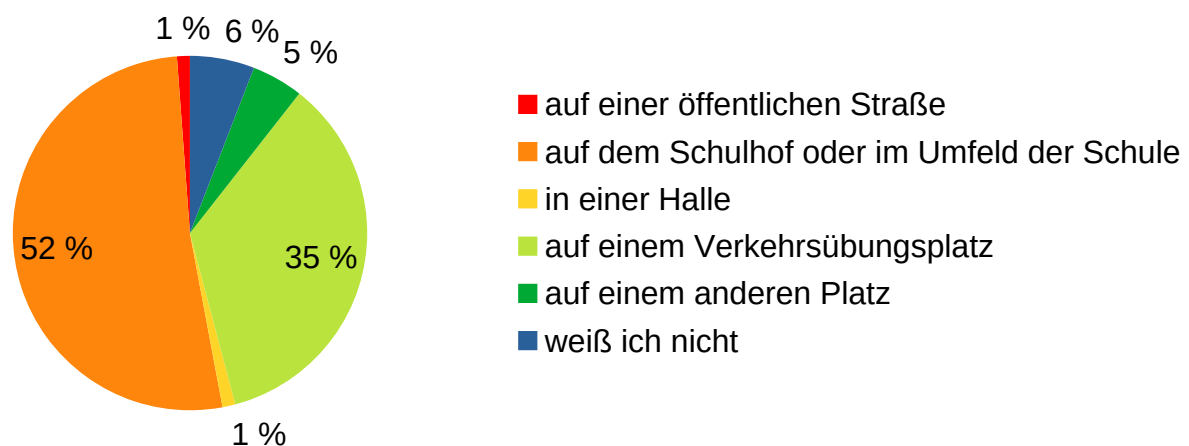 1 %
6 %
5 %
52 %
35 %
1 %
auf einer öffentlichen Straße
auf dem Schulhof oder im Umfeld der Schule
in einer Halle
auf einem Verkehrsübungsplatz
auf einem anderen Platz
weiß ich nicht